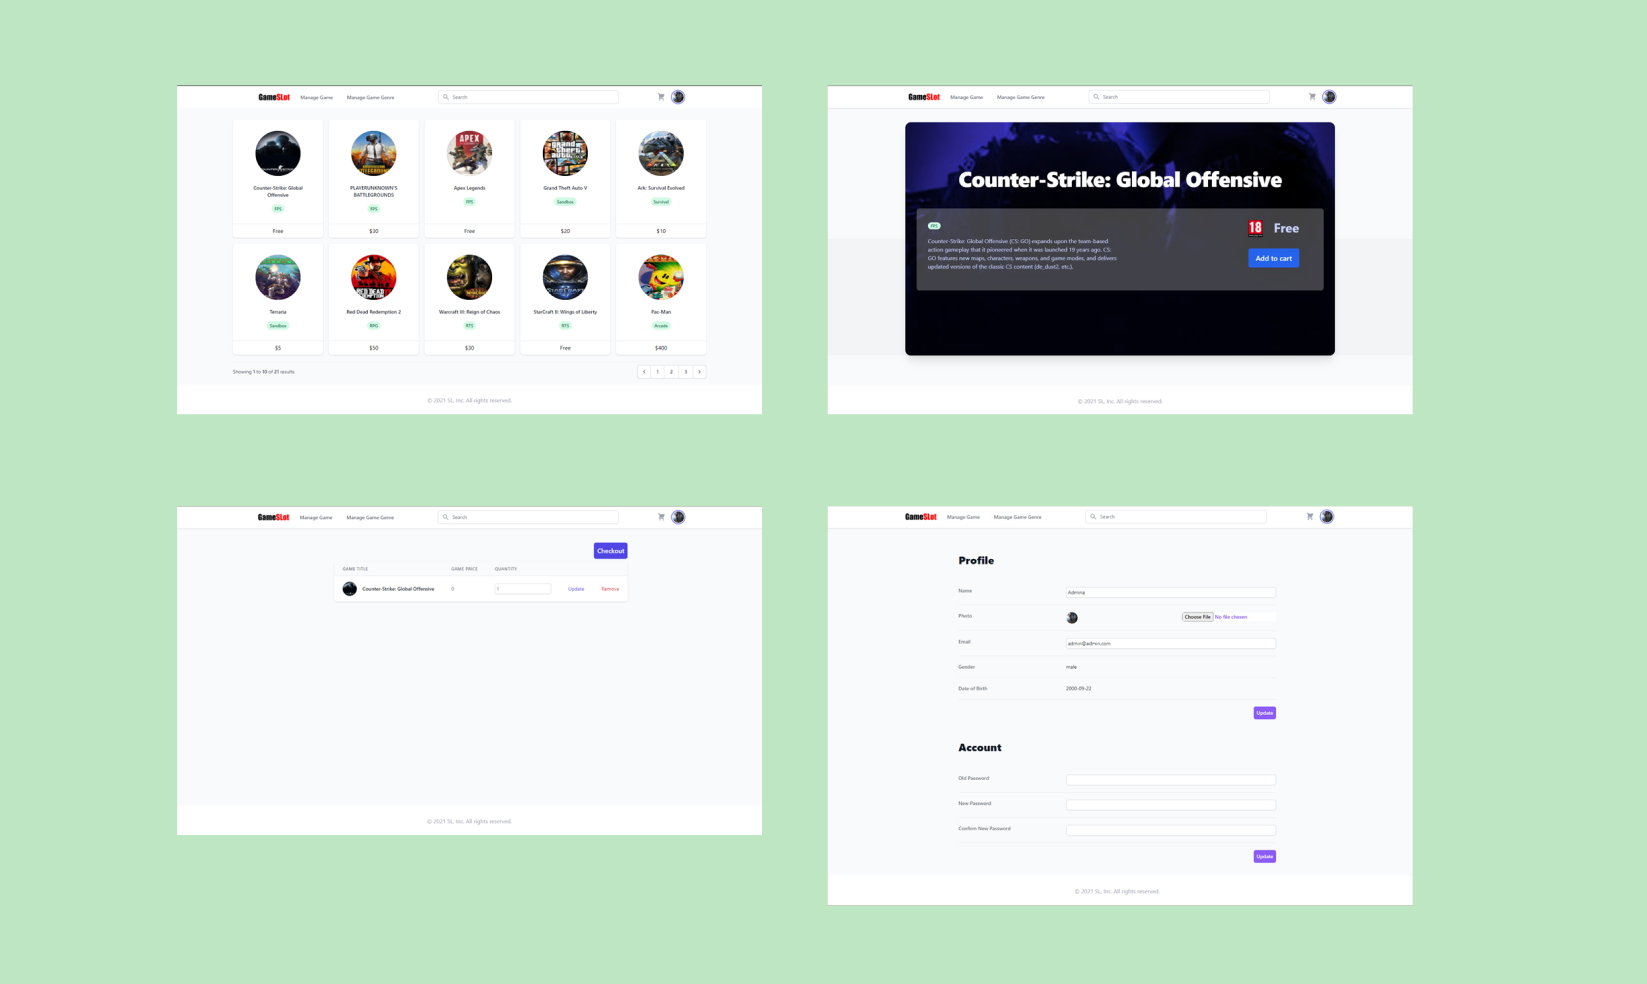 GameSlot
Manage Game
Manage Game Genre
Search
APEX
grand
theft
auto
Counter-Strike: Global
Offensive
FPS
Free
PLAYERUNKNOWN'S
BATTLEGROUNDS
FPS
$30
Apex Legends
FPS
Free
Grand Theft Auto V
Sandbox
$20
Ark: Survival Evolved
Survival
$10
RED DEAD
Terraria
Sandbox
$5
Red Dead Redemption 2
RPG
$50
Warcraft III: Reign of Chaos
RTS
$30
StarCraft II: Wings of Liberty
RTS
Free
Pac-Man
Arcade
$400
Showing 1 to 10 of 21 results
< 1 2 3 >
© 2021 SL, Inc. All rights reserved.
GameSlot
Manage Game
Manage Game Genre
Search
Counter-Strike: Global Offensive
FPS
Counter-Strike: Global Offensive (CS: GO) expands upon the team-based
action gameplay that it pioneered when it was launched 19 years ago. CS:
GO features new maps, characters, weapons, and game modes, and delivers
updated versions of the classic CS content (de_dust2, etc.).
18
Free
Add to cart
© 2021 SL, Inc. All rights reserved.
GameSlot
Manage Game
Manage Game Genre
Search
Checkout
GAME TITLE
GAME PRICE
QUANTITY
Counter-Strike: Global Offensive
0
1
Update
Remove
© 2021 SL, Inc. All rights reserved.
GameSlot
Manage Game
Manage Game Genre
Search
Profile
Name
Admina
Photo
Choose File No file chosen
Email
admin@admin.com
Gender
male
Date of Birth
2000-09-22
Update
Account
Old Password
New Password
Confirm New Password
Update
© 2021 SL, Inc. All rights reserved.